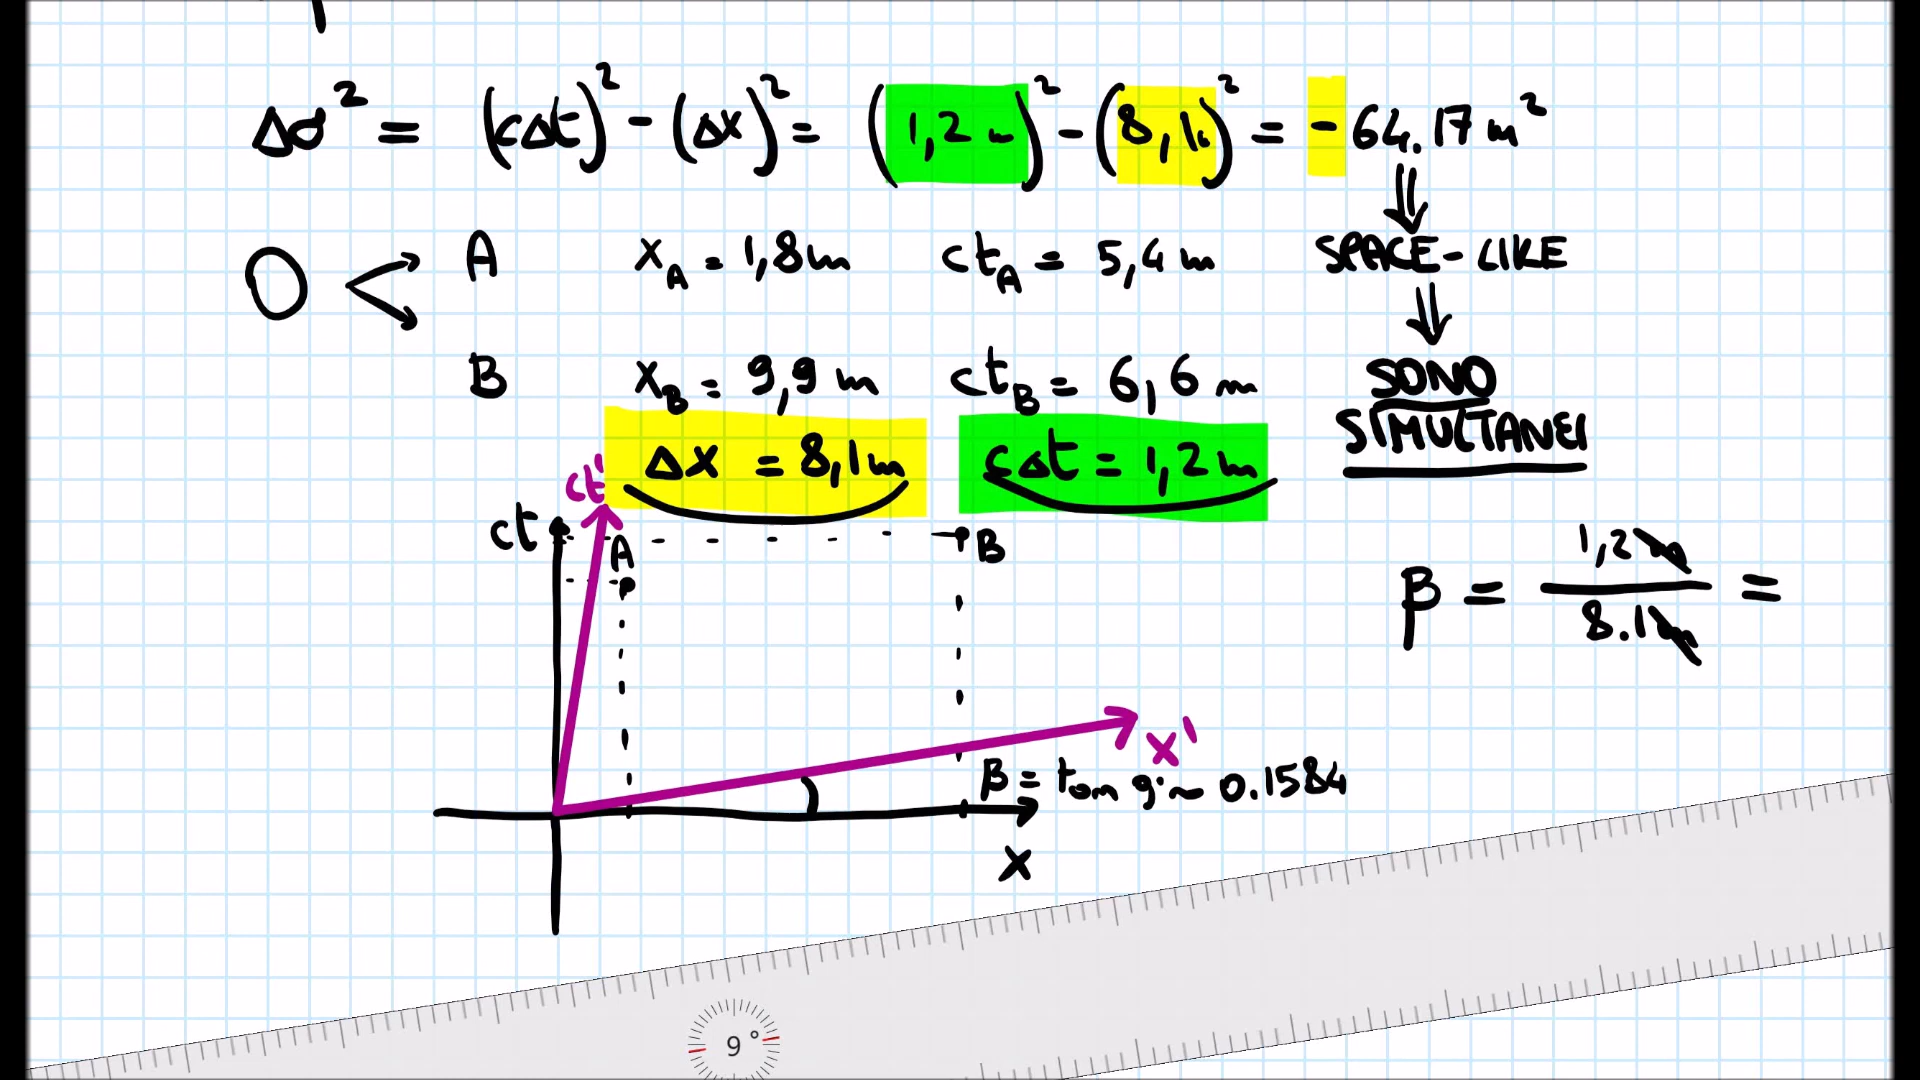 Δσ² = (cΔt)² - (Δx)² = (1,2 m)² - (8,1)² = - 64.17 m²
⇓
O A x_A = 1,8 m ct_A = 5,4 m SPACE-LIKE
⇓
B x_B = 9,9 m ct_B = 6,6 m SONO
SIMULTANEI
Δx = 8,1 m cΔt = 1,2 m
ct'
ct A B
β = 1,2 m / 8.1 m =
x'
β = tan 9° ~ 0.1584
x
9°